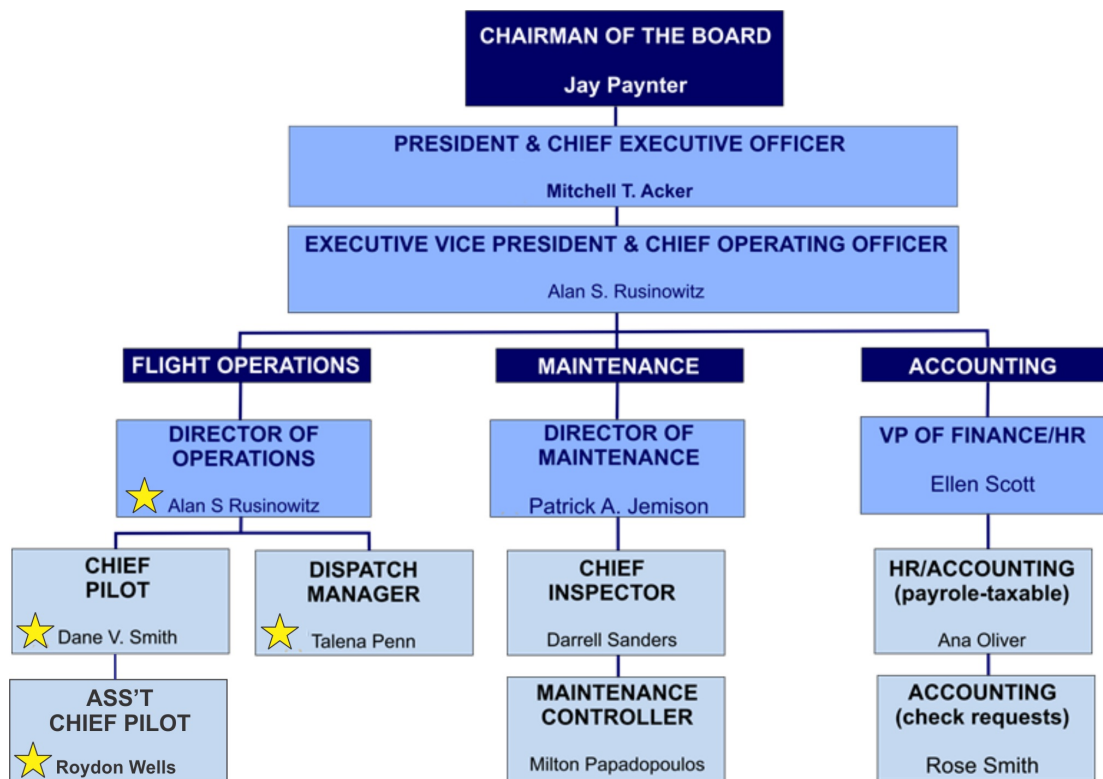 CHAIRMAN OF THE BOARD
Jay Paynter
PRESIDENT & CHIEF EXECUTIVE OFFICER
Mitchell T. Acker
EXECUTIVE VICE PRESIDENT & CHIEF OPERATING OFFICER
Alan S. Rusinowitz
FLIGHT OPERATIONS
MAINTENANCE
ACCOUNTING
DIRECTOR OF
OPERATIONS
Alan S Rusinowitz
DIRECTOR OF
MAINTENANCE
Patrick A. Jemison
VP OF FINANCE/HR
Ellen Scott
CHIEF
PILOT
Dane V. Smith
DISPATCH
MANAGER
Talena Penn
CHIEF
INSPECTOR
Darrell Sanders
HR/ACCOUNTING
(payrole-taxable)
Ana Oliver
ASS'T
CHIEF PILOT
Roydon Wells
MAINTENANCE
CONTROLLER
Milton Papadopoulos
ACCOUNTING
(check requests)
Rose Smith